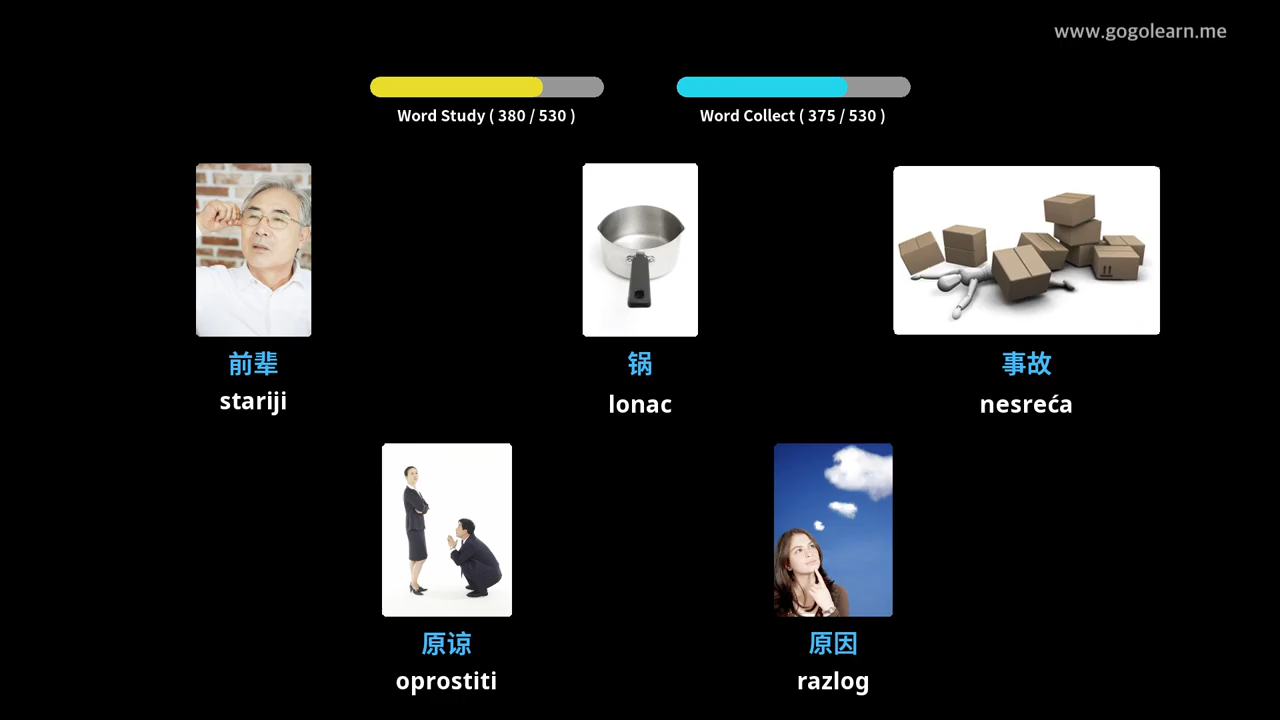 www.gogolearn.me
Word Study ( 380 / 530 )
Word Collect ( 375 / 530 )
前辈
stariji
锅
lonac
事故
nesreća
原谅
oprostiti
原因
razlog